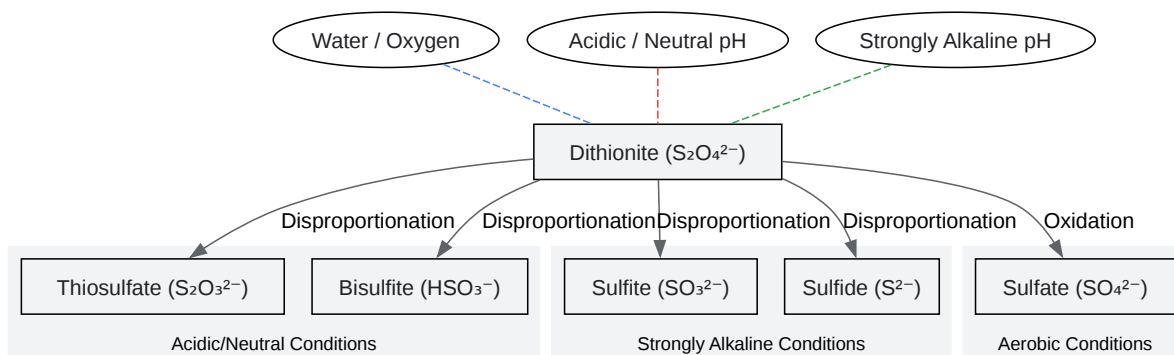 Water / Oxygen
Acidic / Neutral pH
Strongly Alkaline pH
Dithionite (S₂O₄²⁻)
Disproportionation
Disproportionation
Disproportionation
Disproportionation
Oxidation
Thiosulfate (S₂O₃²⁻)
Bisulfite (HSO₃⁻)
Sulfite (SO₃²⁻)
Sulfide (S²⁻)
Sulfate (SO₄²⁻)
Acidic/Neutral Conditions
Strongly Alkaline Conditions
Aerobic Conditions